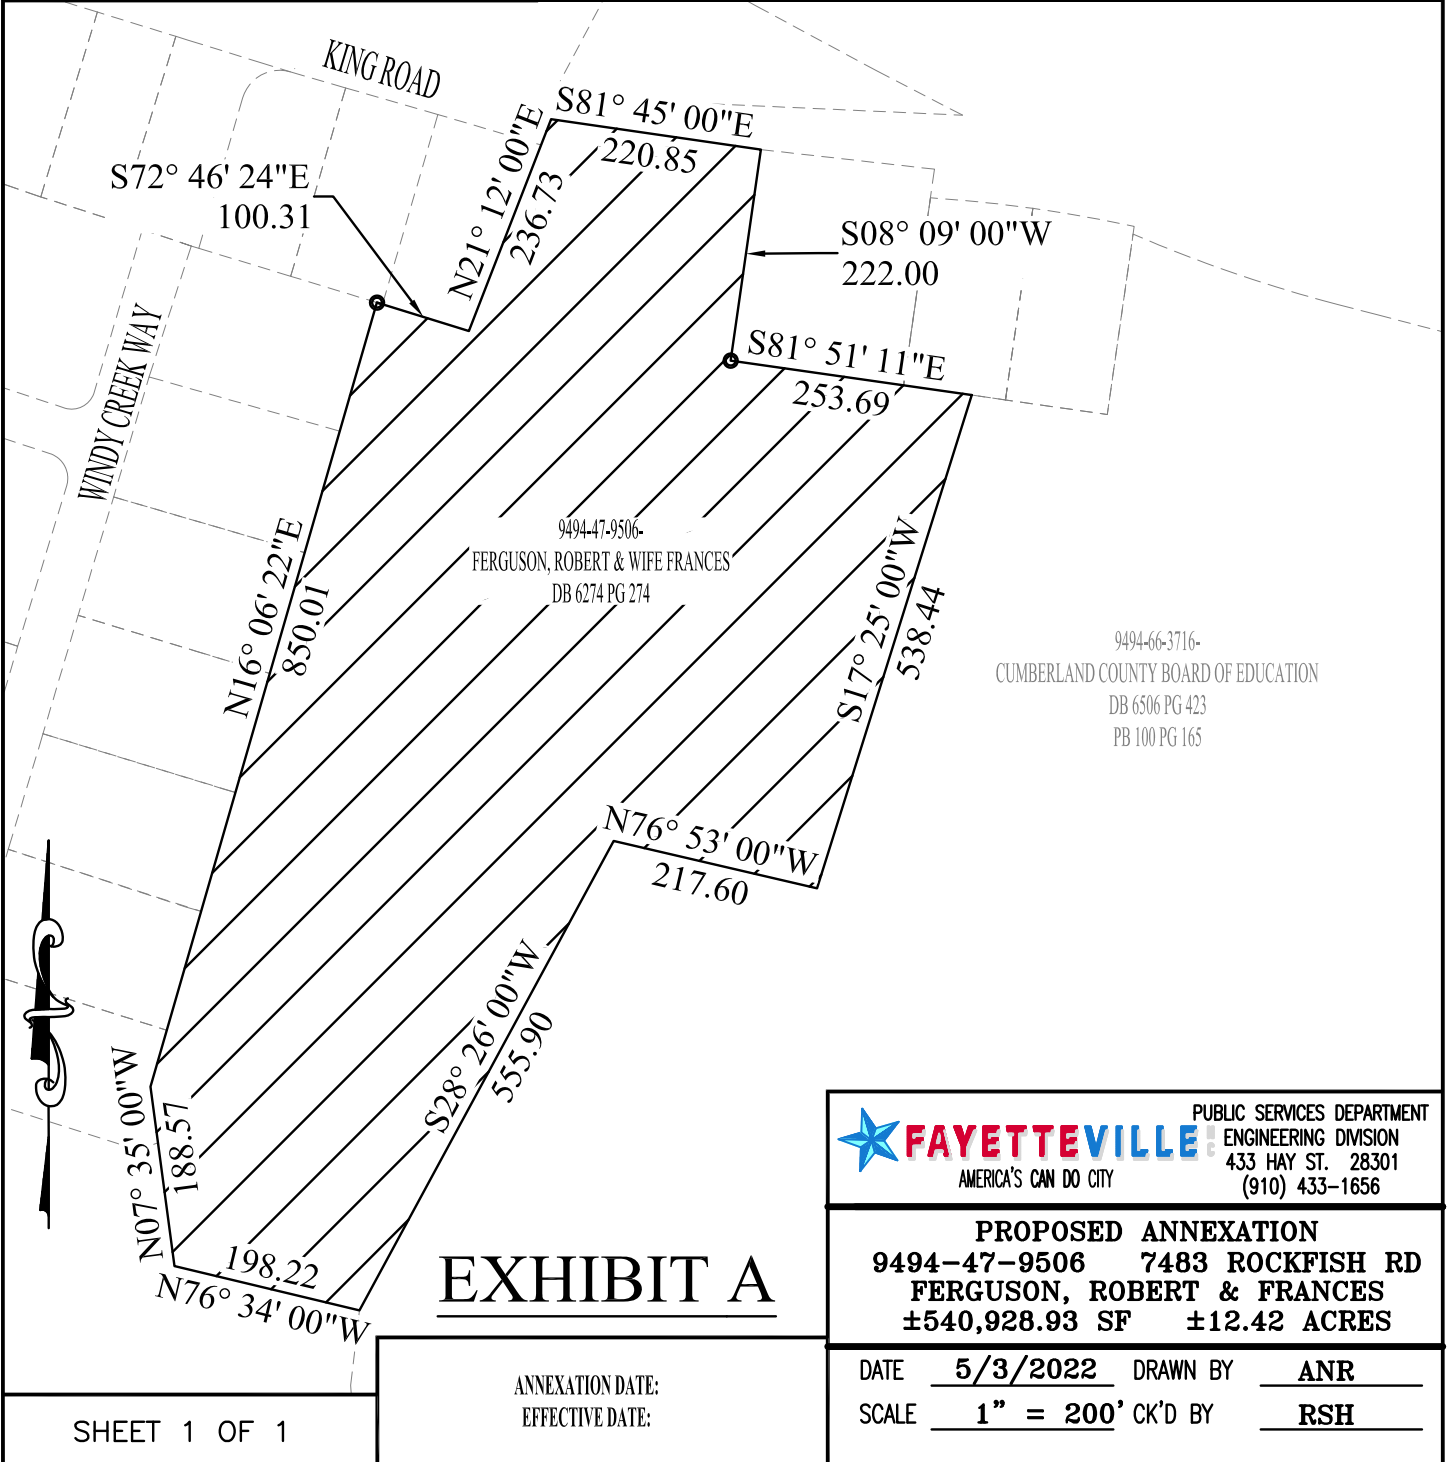 KING ROAD
S81° 45' 00"E
220.85
N21° 12' 00"E
236.73
S72° 46' 24"E
100.31
S08° 09' 00"W
222.00
S81° 51' 11"E
253.69
WINDY CREEK WAY
N16° 06' 22"E
850.01
9494-47-9506-
FERGUSON, ROBERT & WIFE FRANCES
DB 6274 PG 274
S17° 25' 00"W
538.44
9494-66-3716-
CUMBERLAND COUNTY BOARD OF EDUCATION
DB 6506 PG 423
PB 100 PG 165
N76° 53' 00"W
217.60
S28° 26' 00"W
555.90
N07° 35' 00"W
188.57
198.22
N76° 34' 00"W
EXHIBIT A
FAYETTEVILLE
AMERICA'S CAN DO CITY
PUBLIC SERVICES DEPARTMENT
ENGINEERING DIVISION
433 HAY ST. 28301
(910) 433-1656
PROPOSED ANNEXATION
9494-47-9506 7483 ROCKFISH RD
FERGUSON, ROBERT & FRANCES
±540,928.93 SF ±12.42 ACRES
DATE 5/3/2022 DRAWN BY ANR
SCALE 1" = 200' CK'D BY RSH
ANNEXATION DATE:
EFFECTIVE DATE:
SHEET 1 OF 1